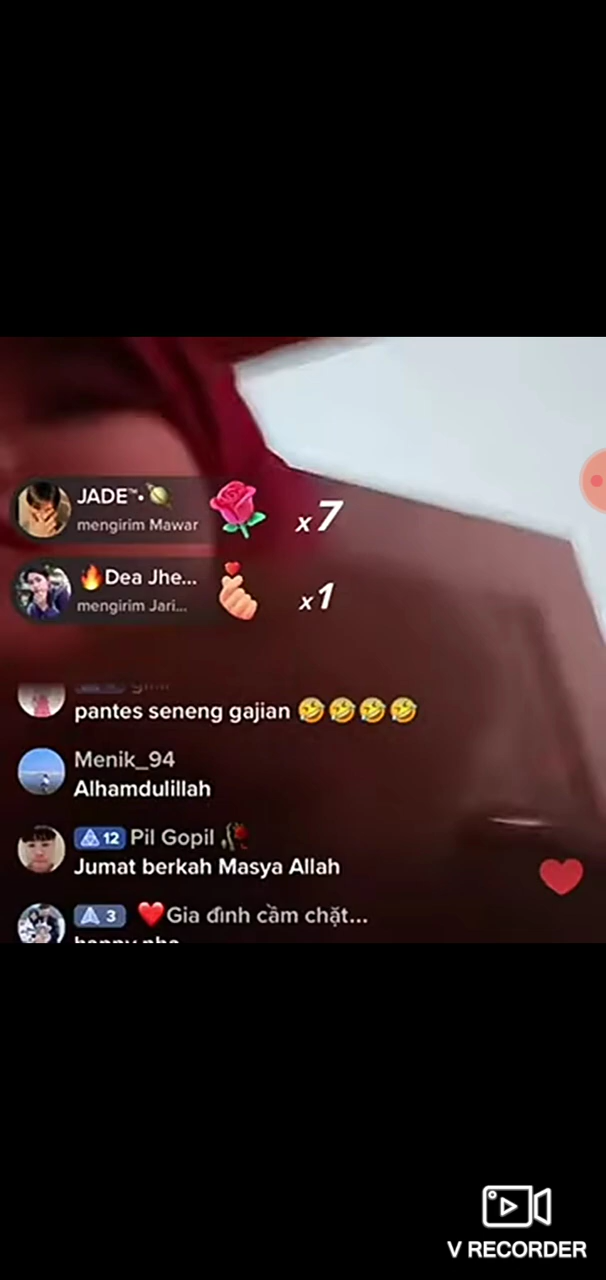 JADE™•🪐
mengirim Mawar
x7
🔥Dea Jhe...
mengirim Jari...
x1
pantes seneng gajian 🤣🤣🤣🤣
Menik_94
Alhamdulillah
12 Pil Gopil 🥀
Jumat berkah Masya Allah
3 ❤️Gia đình cầm chặt...
V RECORDER